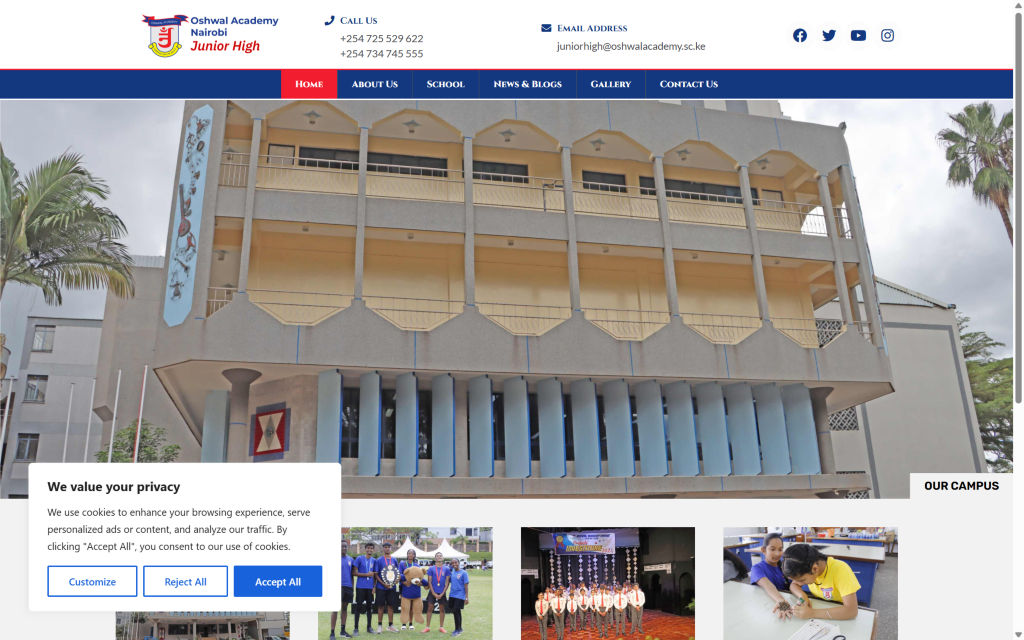 Oshwal Academy
Nairobi
Junior High
Call Us
+254 725 529 622
+254 734 745 555
Email Address
juniorhigh@oshwalacademy.sc.ke
Home
About Us
School
News & Blogs
Gallery
Contact Us
OUR CAMPUS
We value your privacy
We use cookies to enhance your browsing experience, serve
personalized ads or content, and analyze our traffic. By
clicking "Accept All", you consent to our use of cookies.
Customize
Reject All
Accept All